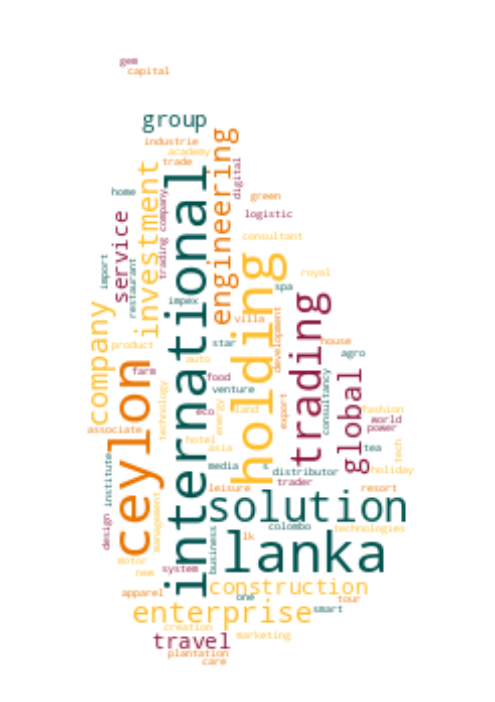 gem
capital
group
engineering
industrie
academy
trade
investment
international
digital
home
company
green
service
logistic
trading
consultant
import
restaurant
holding
royal
spa
impex
trading
company
villa
development
star
house
product
auto
agro
ceylon
farm
food
venture
consultancy
global
technology
eco
land
energy
export
fashion
world
power
associate
hotel
asia
tea
tech
institute
media
s
distributor
holiday
trader
leisure
resort
solution
design
management
colombo
technologies
business
lk
lanka
motor
new
system
construction
apparel
one
tour
enterprise
smart
creation
marketing
travel
plantation
care